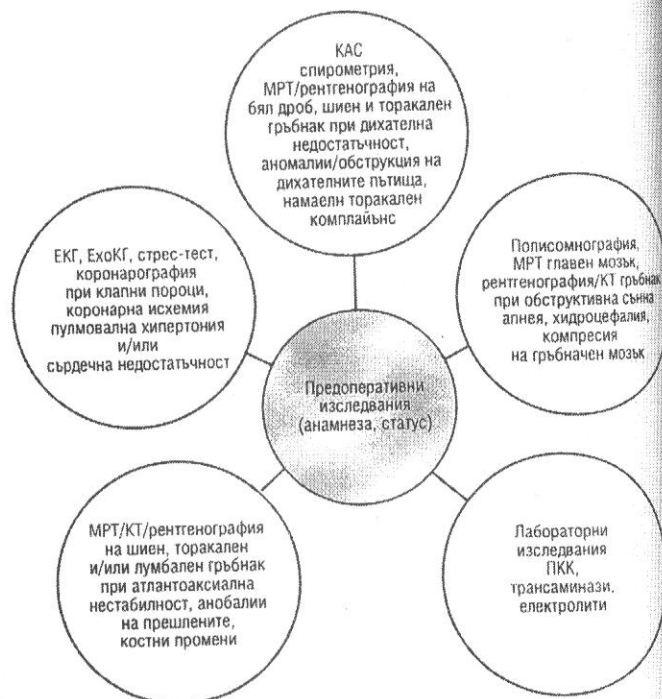 КАС
спирометрия,
МРТ/рентгенография на
бял дроб, шиен и торакален
гръбнак при дихателна
недостатъчност,
аномалии/обструкция на
дихателните пътища,
намаелн торакален
комплайънс
ЕКГ, ЕхоКГ, стрес-тест,
коронарография
при клапни пороци,
коронарна исхемия
пулмовална хипертония
и/или
сърдечна недостатъчност
Полисомнография,
МРТ главен мозък,
рентгенография/КТ гръбнак
при обструктивна сънна
апнея, хидроцефалия,
компресия
на гръбначен мозък
Предоперативни
изследвания
(анамнеза, статус)
МРТ/КТ/рентгенография
на шиен, торакален
и/или лумбален гръбнак
при атлантоаксиална
нестабилност, анобалии
на прешлените,
костни промени
Лабораторни
изследвания
ПКК,
трансаминази,
електролити